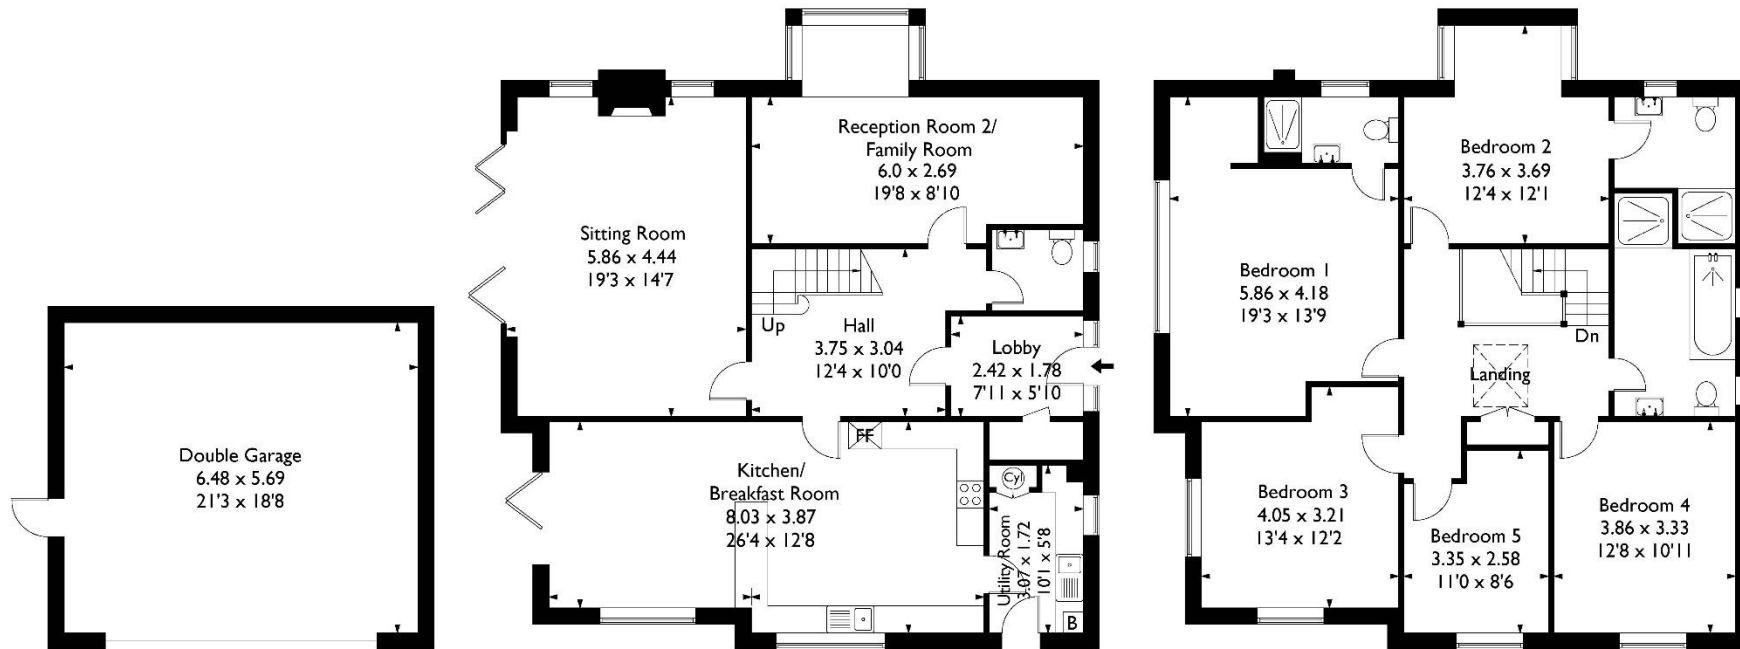 Double Garage
6.48 x 5.69
21'3 x 18'8
Sitting Room
5.86 x 4.44
19'3 x 14'7
Reception Room 2/
Family Room
6.0 x 2.69
19'8 x 8'10
Up
Hall
3.75 x 3.04
12'4 x 10'0
Lobby
2.42 x 1.78
7'11 x 5'10
FF
Kitchen/
Breakfast Room
8.03 x 3.87
26'4 x 12'8
Cyl
Utility Room
3.07 x 1.72
10'1 x 5'8
B
Bedroom 1
5.86 x 4.18
19'3 x 13'9
Bedroom 2
3.76 x 3.69
12'4 x 12'1
Dn
Landing
Bedroom 3
4.05 x 3.21
13'4 x 12'2
Bedroom 5
3.35 x 2.58
11'0 x 8'6
Bedroom 4
3.86 x 3.33
12'8 x 10'11